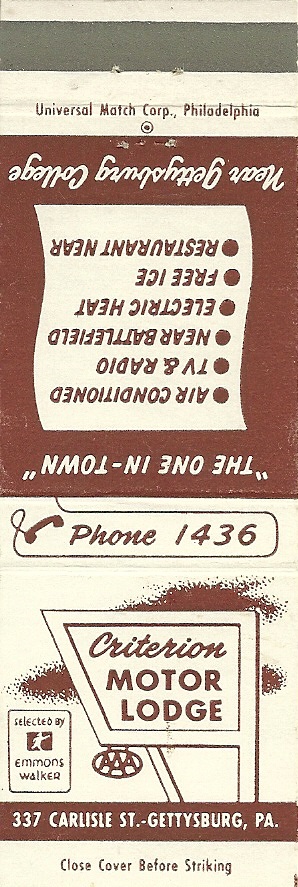 Universal Match Corp., Philadelphia
Near Gettysburg College
RESTAURANT NEAR
FREE ICE
ELECTRIC HEAT
NEAR BATTLEFIELD
TV & RADIO
AIR CONDITIONED
"THE ONE IN-TOWN"
Phone 1436
Criterion
MOTOR
LODGE
AAA
SELECTED BY
emmons
walker
337 CARLISLE ST.-GETTYSBURG, PA.
Close Cover Before Striking